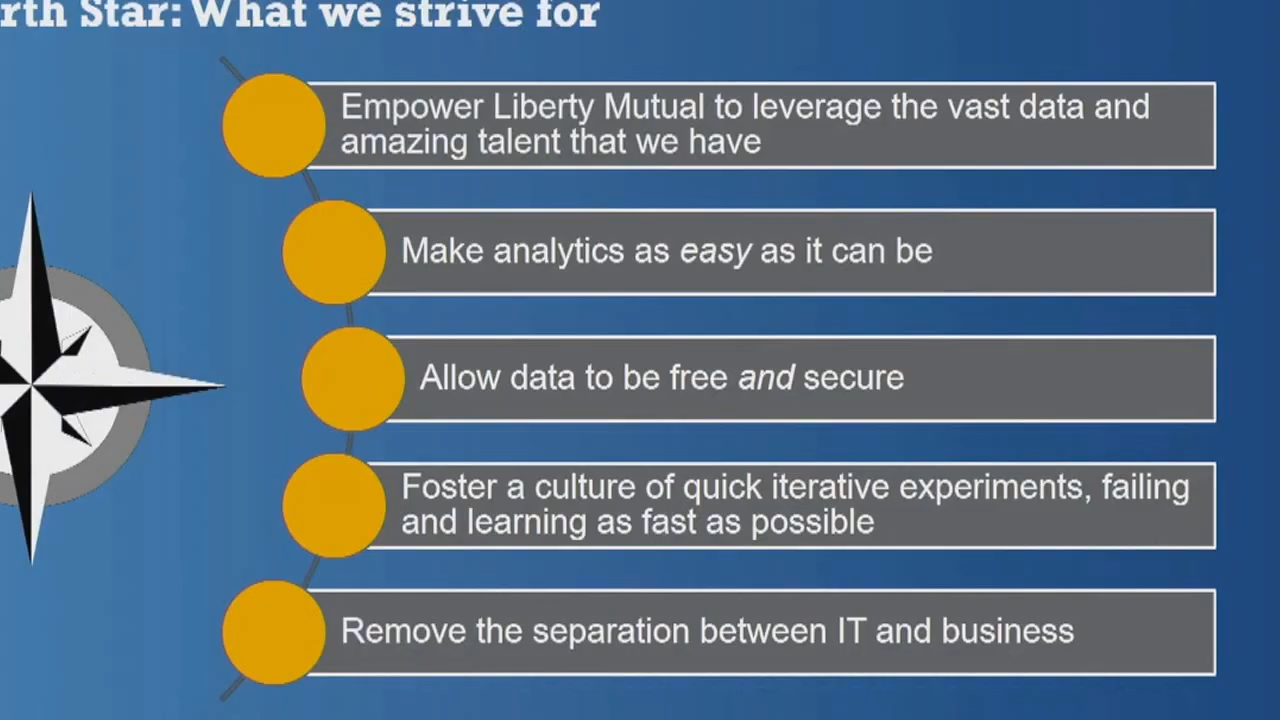 rth Star: What we strive for
Empower Liberty Mutual to leverage the vast data and
amazing talent that we have
Make analytics as easy as it can be
Allow data to be free and secure
Foster a culture of quick iterative experiments, failing
and learning as fast as possible
Remove the separation between IT and business